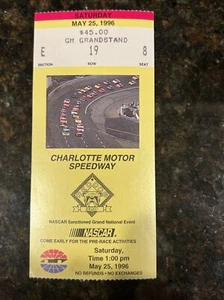 SATURDAY
MAY 25, 1996
$45.00
GM GRANDSTAND
E 19 8
SECTION ROW SEAT
CHARLOTTE MOTOR
SPEEDWAY
NASCAR Sanctioned Grand National Event
NASCAR
COME EARLY FOR THE PRE-RACE ACTIVITIES
Saturday,
Time 1:00 pm
May 25, 1996
NO REFUNDS • NO EXCHANGES